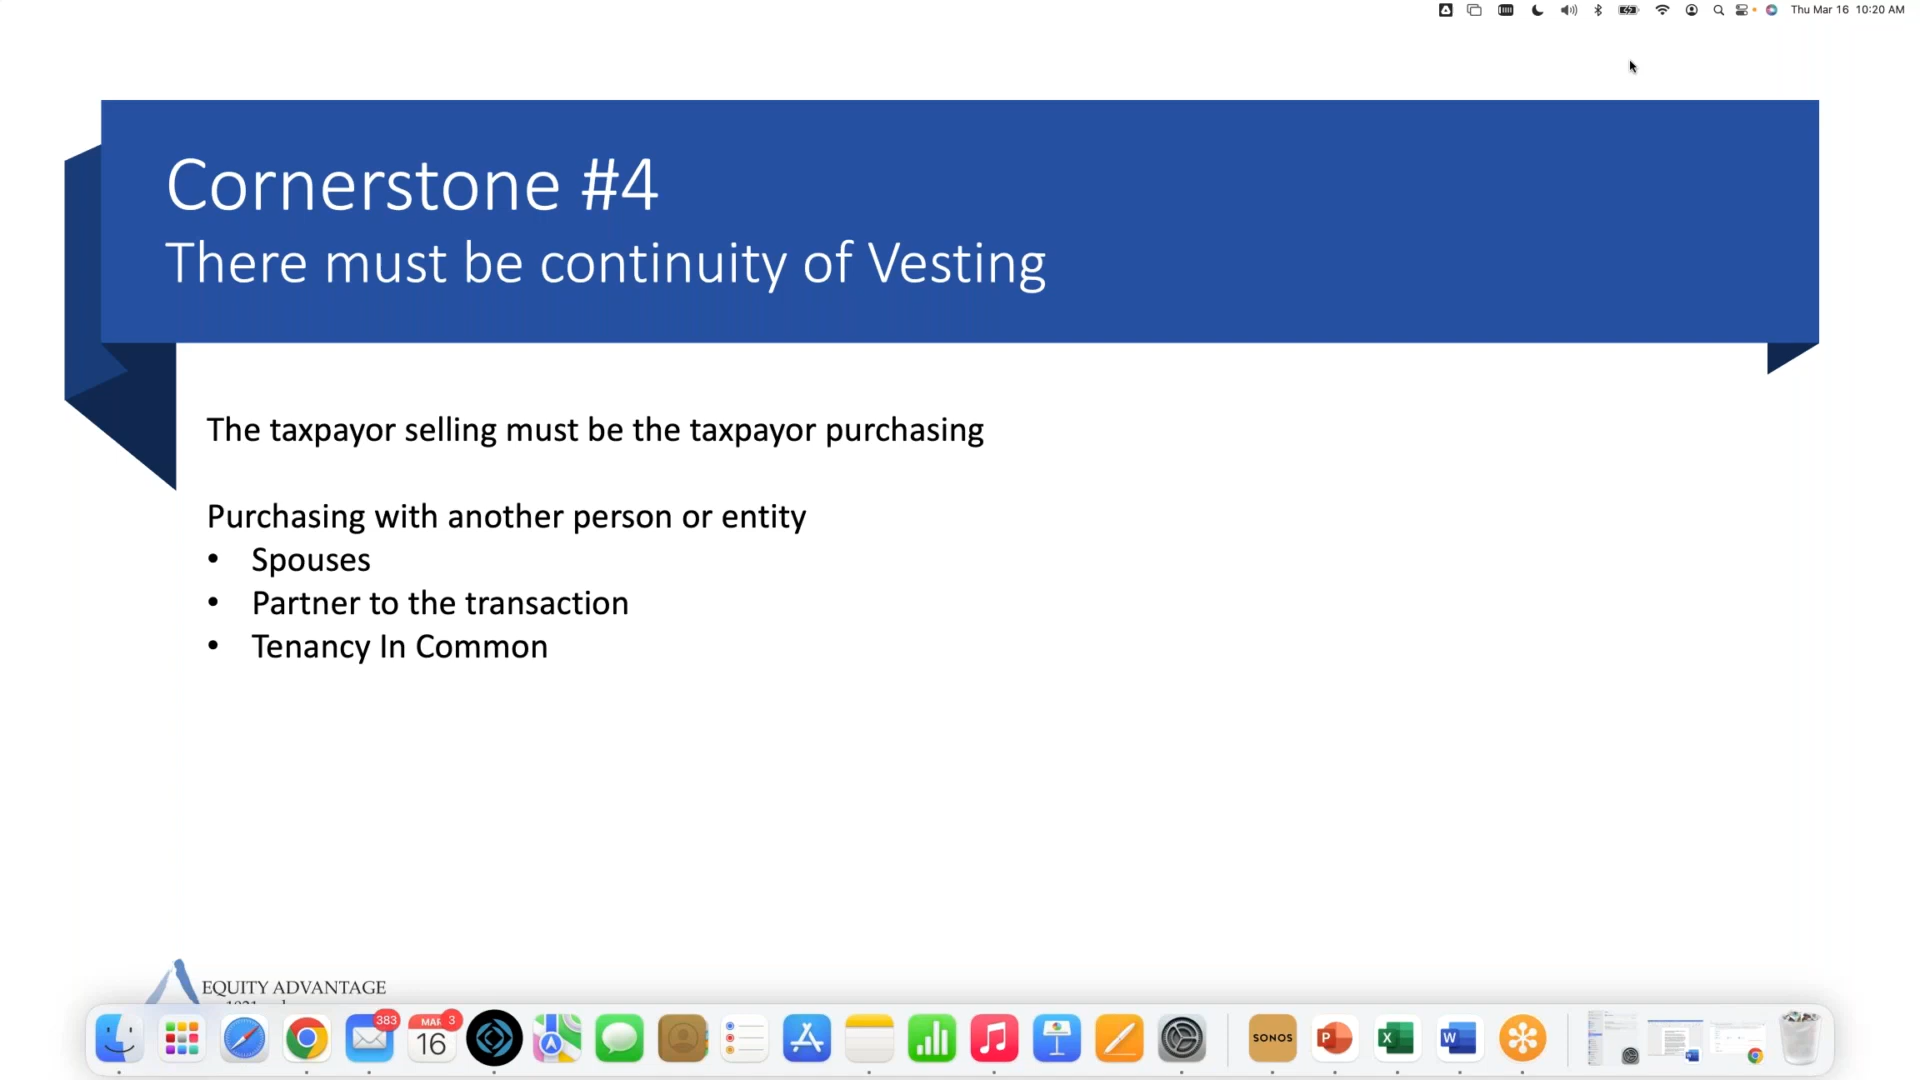 Thu Mar 16 10:20 AM
Cornerstone #4
There must be continuity of Vesting
The taxpayor selling must be the taxpayor purchasing
Purchasing with another person or entity
• Spouses
• Partner to the transaction
• Tenancy In Common
EQUITY ADVANTAGE
383
MAR 3
16
SONOS
P
X
W